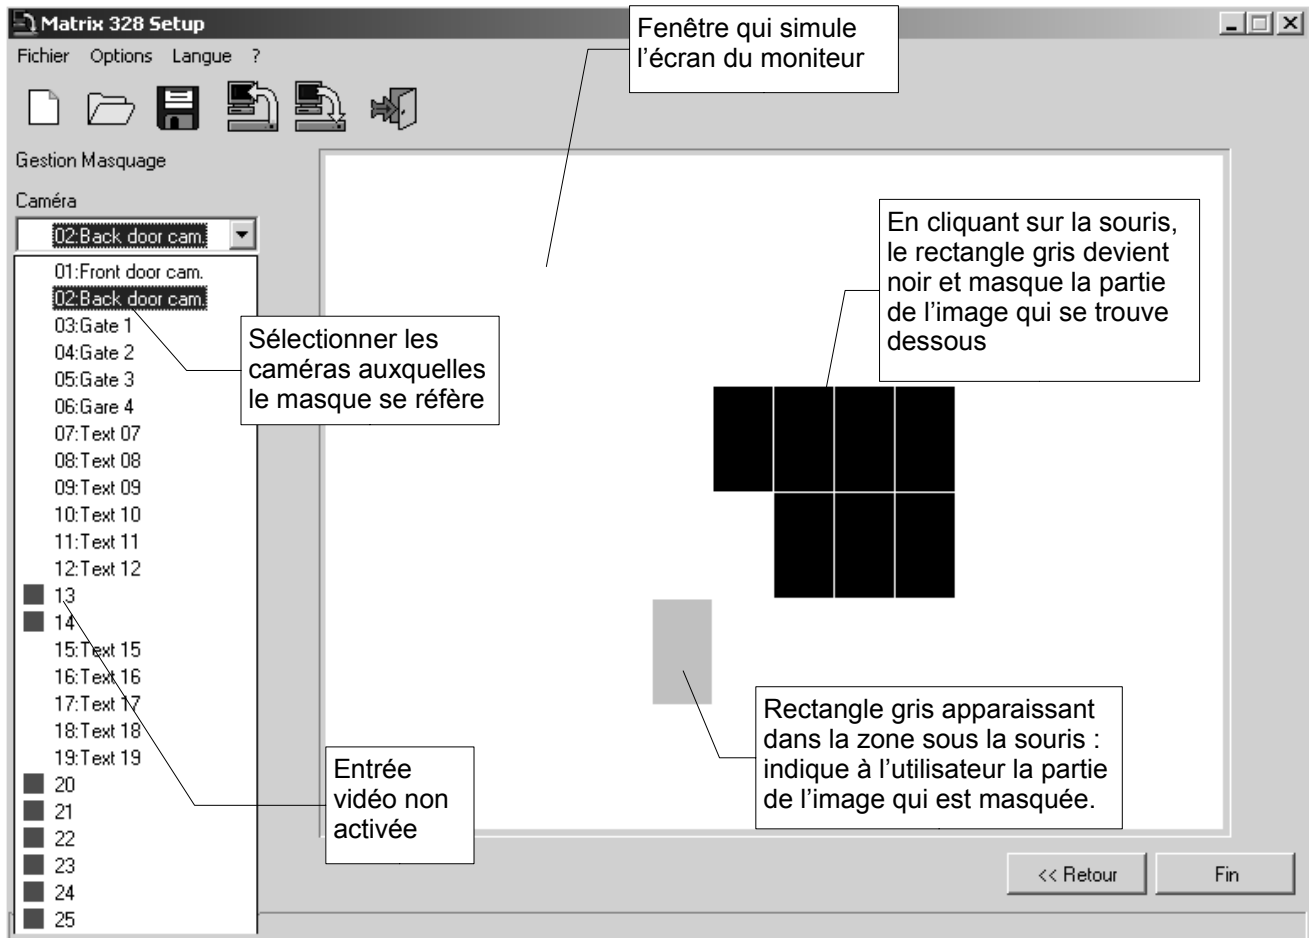 Matrix 328 Setup
Fichier Options Langue ?
Fenêtre qui simule
l’écran du moniteur
Gestion Masquage
Caméra
02:Back door cam.
01:Front door cam.
02:Back door cam.
03:Gate 1
04:Gate 2
05:Gate 3
06:Gare 4
07:Text 07
08:Text 08
09:Text 09
10:Text 10
11:Text 11
12:Text 12
13
14
15:Text 15
16:Text 16
17:Text 17
18:Text 18
19:Text 19
20
21
22
23
24
25
Sélectionner les
caméras auxquelles
le masque se réfère
En cliquant sur la souris,
le rectangle gris devient
noir et masque la partie
de l’image qui se trouve
dessous
Entrée
vidéo non
activée
Rectangle gris apparaissant
dans la zone sous la souris :
indique à l’utilisateur la partie
de l’image qui est masquée.
<< Retour
Fin